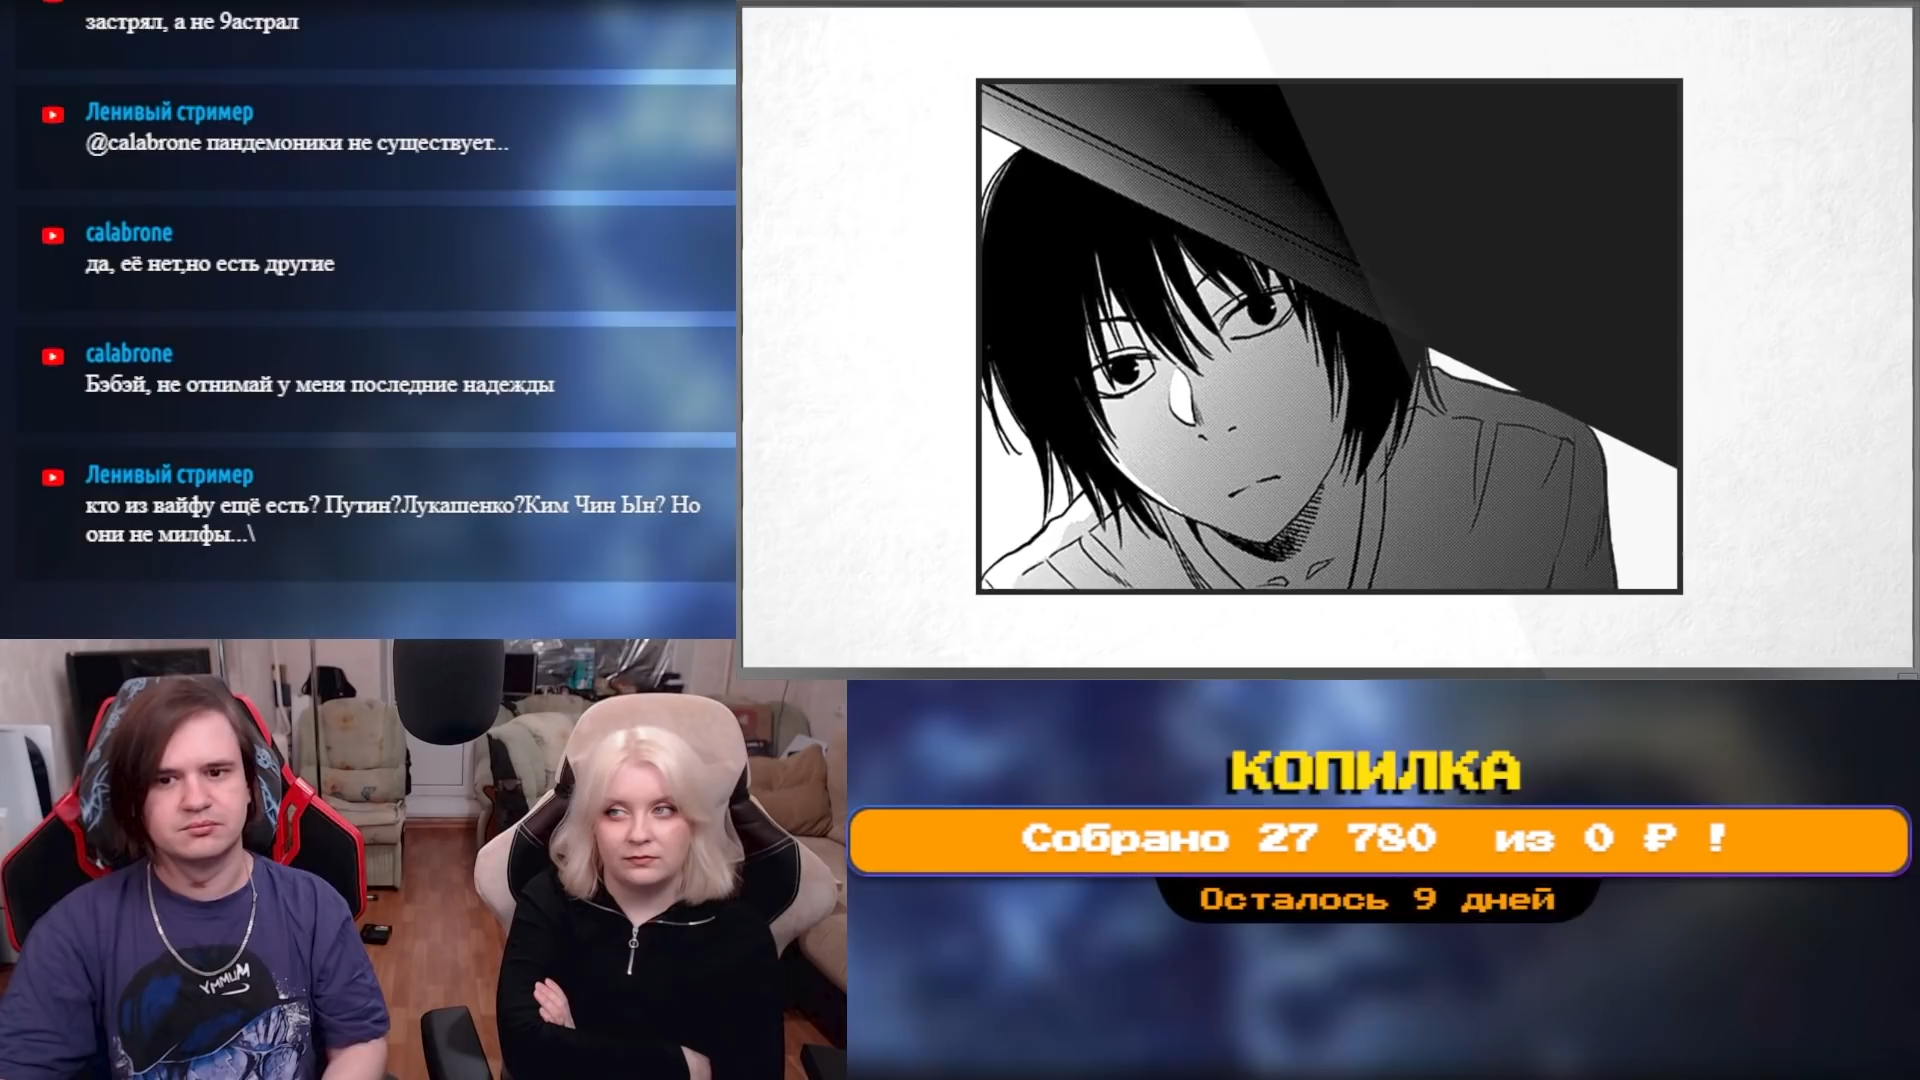 застрял, а не 9астрал
Ленивый стример
@calabrone пандемоники не существует...
calabrone
да, её нет,но есть другие
calabrone
Бэбэй, не отнимай у меня последние надежды
Ленивый стример
кто из вайфу ещё есть? Путин?Лукашенко?Ким Чин Ын? Но
они не милфы...\
КОПИЛКА
Собрано 27 780 из 0 ₽ !
Осталось 9 дней
YMMUM